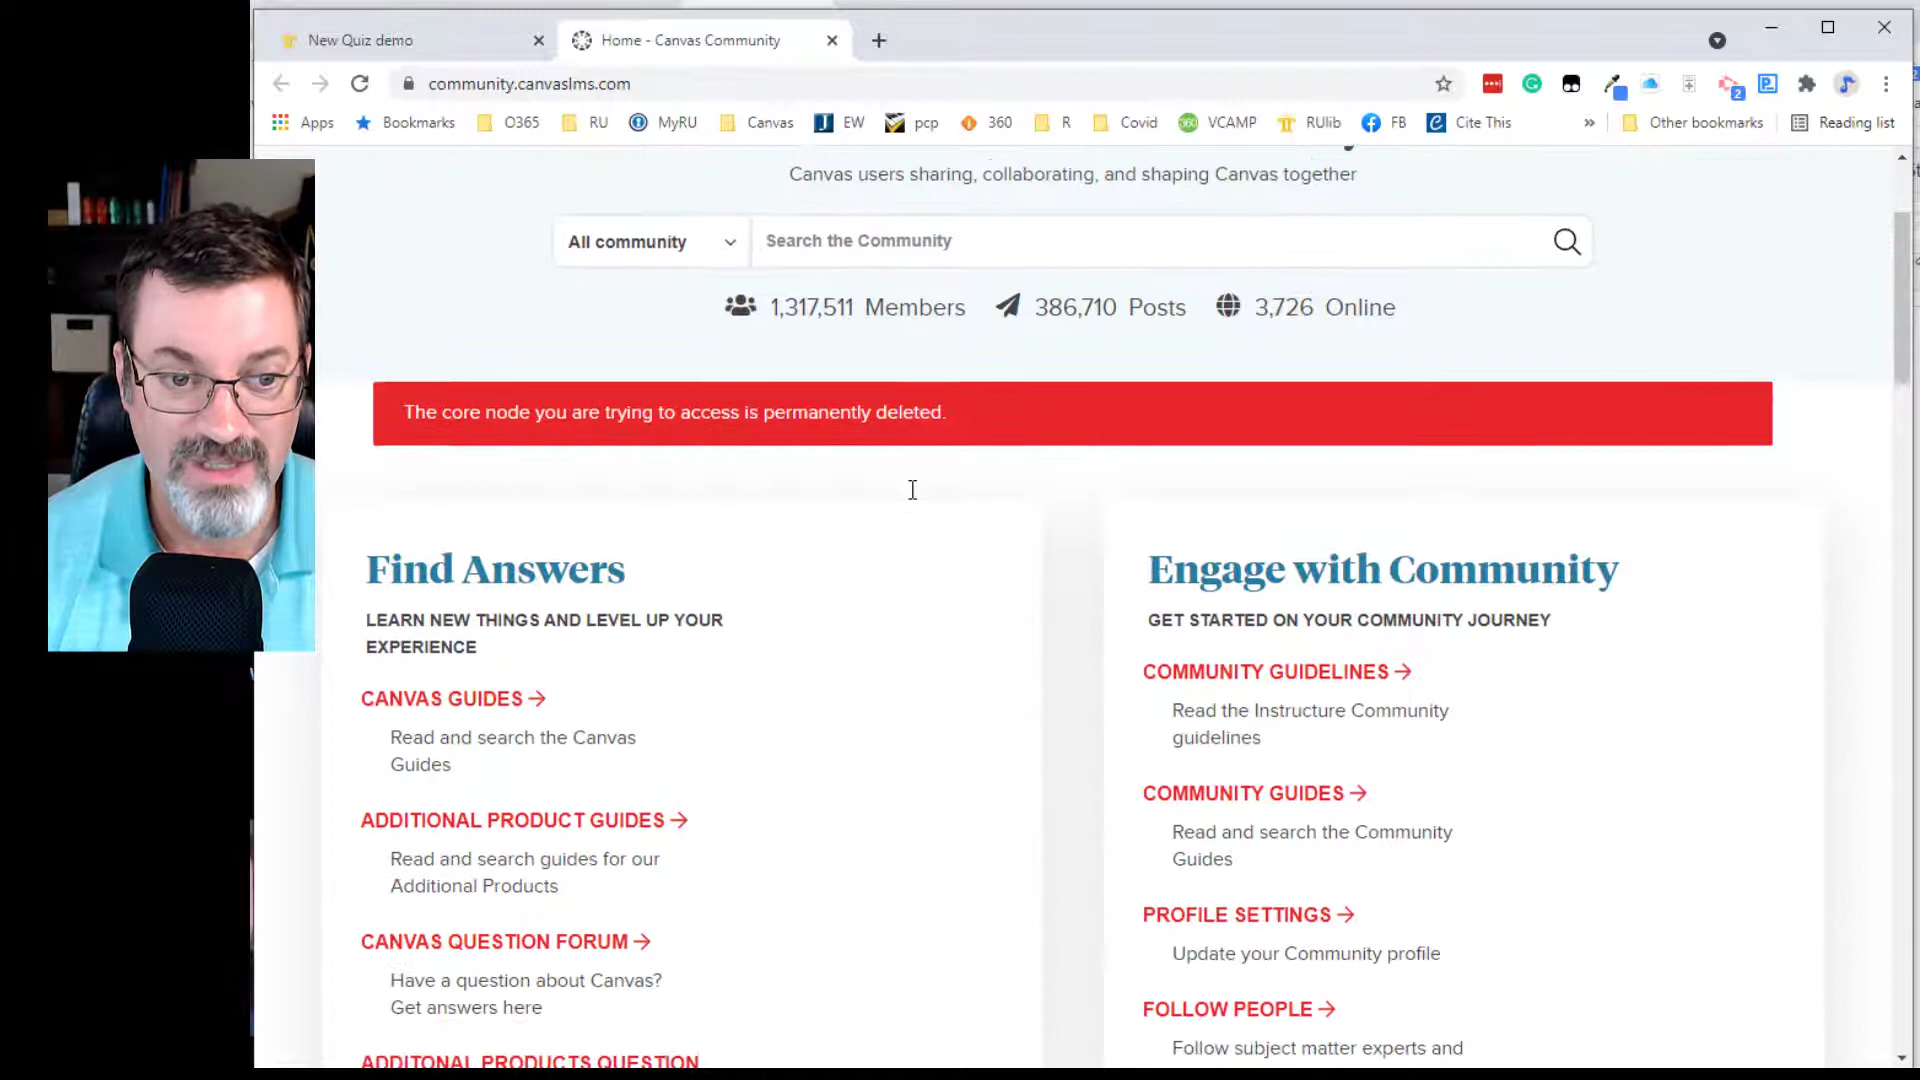 New Quiz demo
Home - Canvas Community
community.canvaslms.com
2
Apps
Bookmarks
O365
RU
MyRU
Canvas
EW
pcp
360
R
Covid
VCAMP
RUlib
FB
Cite This
»
Other bookmarks
Reading list
Canvas users sharing, collaborating, and shaping Canvas together
All community
Search the Community
1,317,511 Members
386,710 Posts
3,726 Online
The core node you are trying to access is permanently deleted.
Find Answers
LEARN NEW THINGS AND LEVEL UP YOUR
EXPERIENCE
CANVAS GUIDES →
Read and search the Canvas
Guides
ADDITIONAL PRODUCT GUIDES →
Read and search guides for our
Additional Products
CANVAS QUESTION FORUM →
Have a question about Canvas?
Get answers here
ADDITONAL PRODUCTS QUESTION
Engage with Community
GET STARTED ON YOUR COMMUNITY JOURNEY
COMMUNITY GUIDELINES →
Read the Instructure Community
guidelines
COMMUNITY GUIDES →
Read and search the Community
Guides
PROFILE SETTINGS →
Update your Community profile
FOLLOW PEOPLE →
Follow subject matter experts and